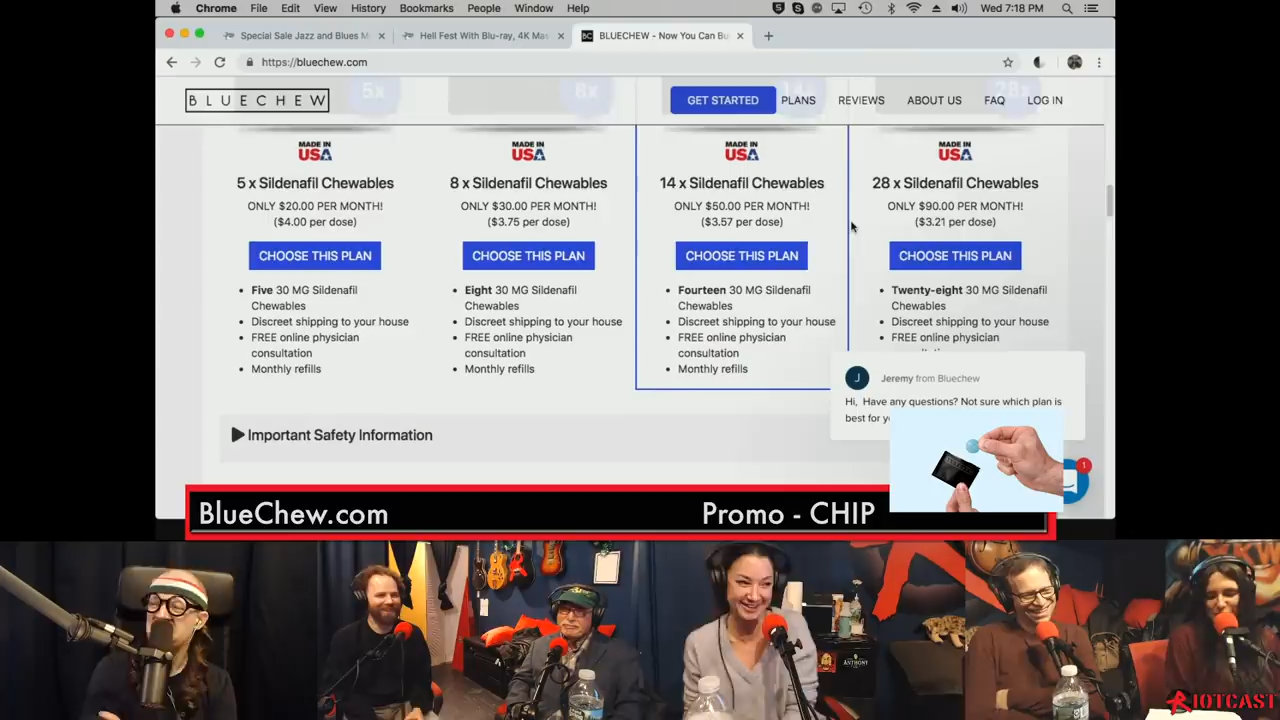 Chrome File Edit View History Bookmarks People Window Help
Wed 7:18 PM
Special Sale Jazz and Blues M
Hell Fest With Blu-ray, 4K Mas
BC BLUECHEW - Now You Can Bu
https://bluechew.com
BLUECHEW
GET STARTED PLANS REVIEWS ABOUT US FAQ LOG IN
5x 8x 14x 28x
MADE IN USA
5 x Sildenafil Chewables
ONLY $20.00 PER MONTH!
($4.00 per dose)
CHOOSE THIS PLAN
Five 30 MG Sildenafil
Chewables
Discreet shipping to your house
FREE online physician
consultation
Monthly refills
MADE IN USA
8 x Sildenafil Chewables
ONLY $30.00 PER MONTH!
($3.75 per dose)
CHOOSE THIS PLAN
Eight 30 MG Sildenafil
Chewables
Discreet shipping to your house
FREE online physician
consultation
Monthly refills
MADE IN USA
14 x Sildenafil Chewables
ONLY $50.00 PER MONTH!
($3.57 per dose)
CHOOSE THIS PLAN
Fourteen 30 MG Sildenafil
Chewables
Discreet shipping to your house
FREE online physician
consultation
Monthly refills
MADE IN USA
28 x Sildenafil Chewables
ONLY $90.00 PER MONTH!
($3.21 per dose)
CHOOSE THIS PLAN
Twenty-eight 30 MG Sildenafil
Chewables
Discreet shipping to your house
FREE online physician
J Jeremy from Bluechew
Hi, Have any questions? Not sure which plan is
best for
1
Important Safety Information
BlueChew.com Promo - CHIP
ANTHONY
RIOTCAST